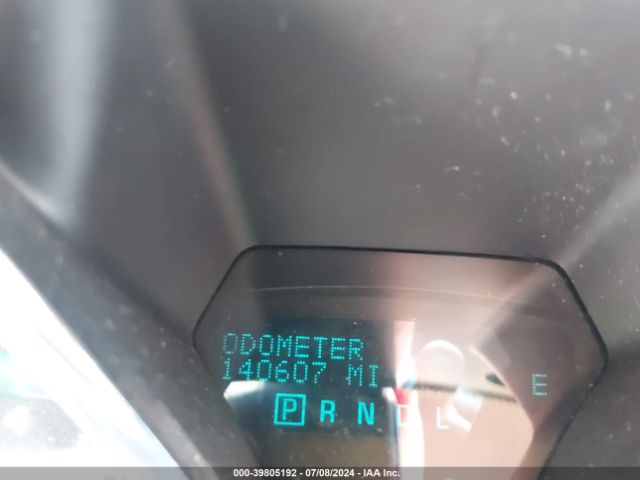 ODOMETER
140607 MI
E
P R N D L
000-39805192 - 07/08/2024 - IAA Inc.